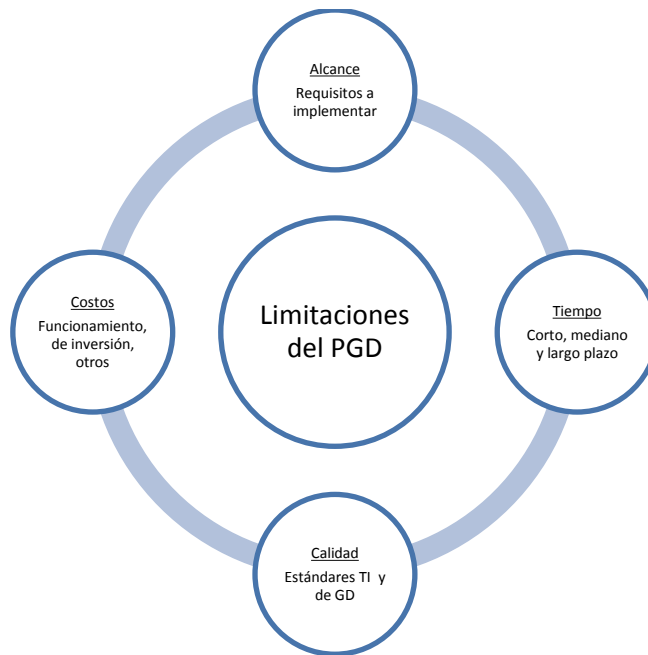 Alcance
Requisitos a
implementar
Costos
Funcionamiento,
de inversión,
otros
Limitaciones
del PGD
Tiempo
Corto, mediano
y largo plazo
Calidad
Estándares TI y
de GD